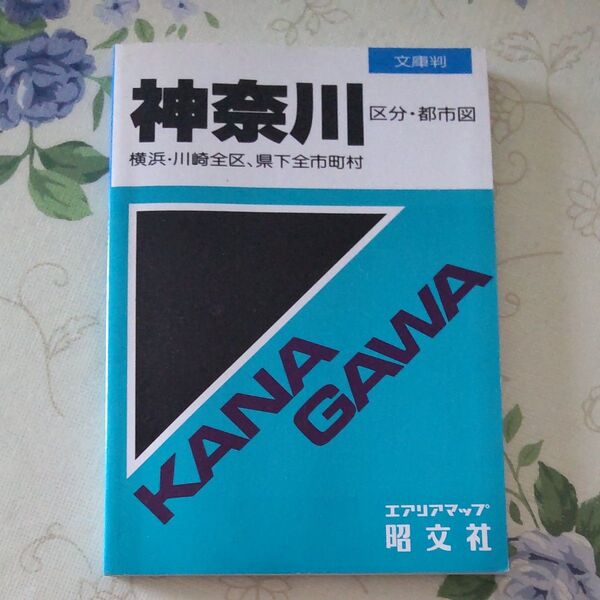 文庫判
神奈川 区分・都市図
横浜・川崎全区、県下全市町村
KANA
GAWA
エアリアマップ
昭文社